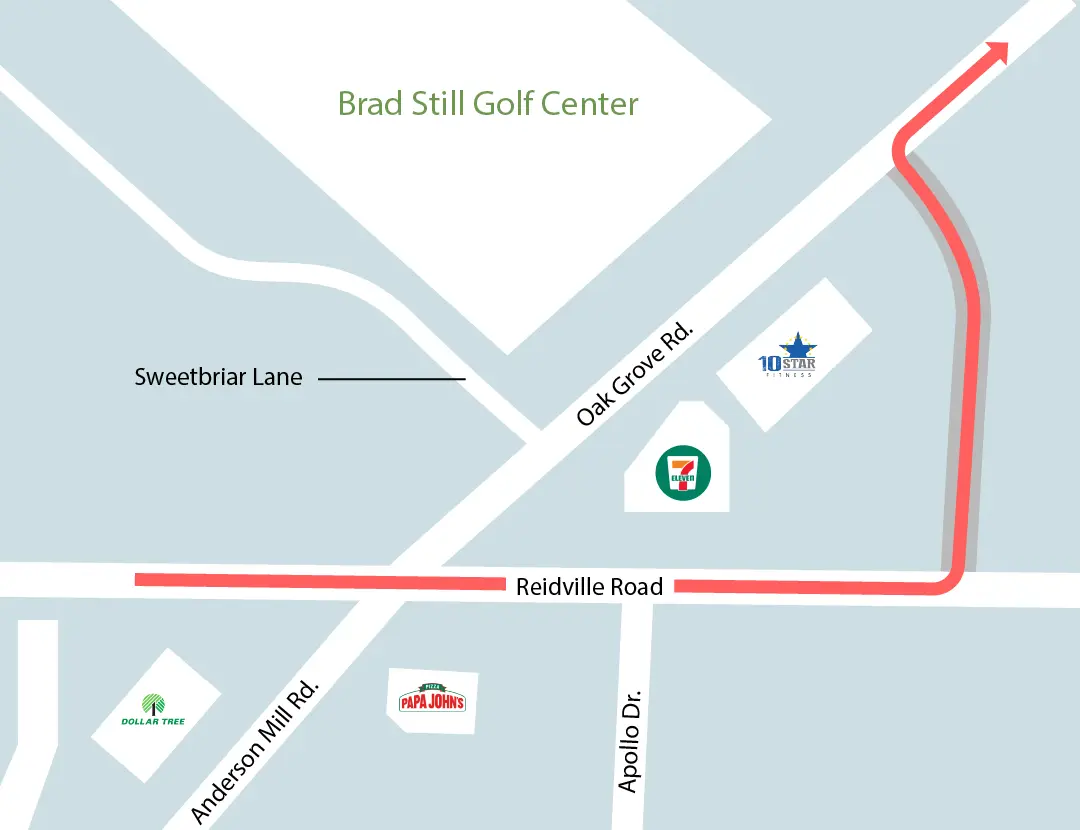 Brad Still Golf Center
Sweetbriar Lane
Oak Grove Rd.
10 STAR
FITNESS
7
ELEVEN
Reidville Road
DOLLAR TREE
Anderson Mill Rd.
PIZZA
PAPA JOHN'S
Apollo Dr.